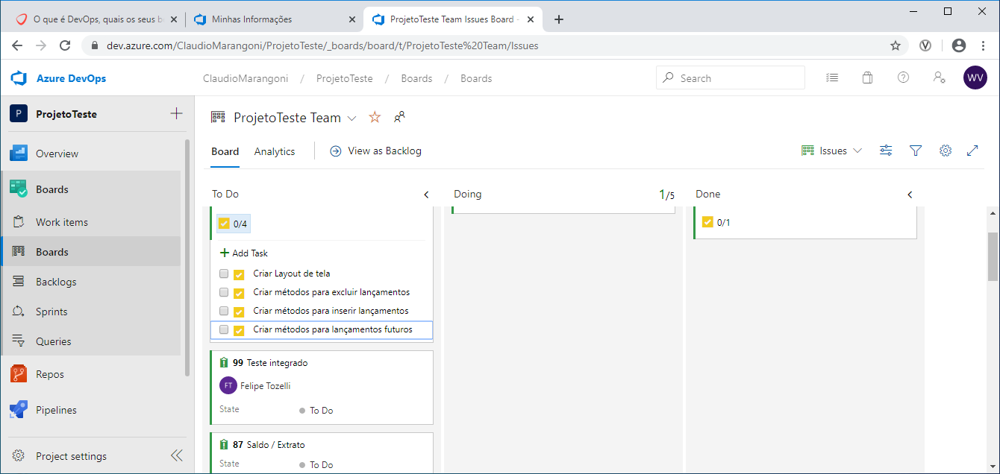 O que é DevOps, quais os seus b
Minhas Informações
ProjetoTeste Team Issues Board -
dev.azure.com/ClaudioMarangoni/ProjetoTeste/_boards/board/t/ProjetoTeste%20Team/Issues
Azure DevOps
ClaudioMarangoni / ProjetoTeste / Boards / Boards
Search
WV
P ProjetoTeste
Overview
Boards
Work items
Boards
Backlogs
Sprints
Queries
Repos
Pipelines
Project settings
ProjetoTeste Team
Board
Analytics
View as Backlog
Issues
To Do
0/4
Add Task
Criar Layout de tela
Criar métodos para excluir lançamentos
Criar métodos para inserir lançamentos
Criar métodos para lançamentos futuros
99 Teste integrado
FT Felipe Tozelli
State To Do
87 Saldo / Extrato
State To Do
Doing 1/5
Done
0/1